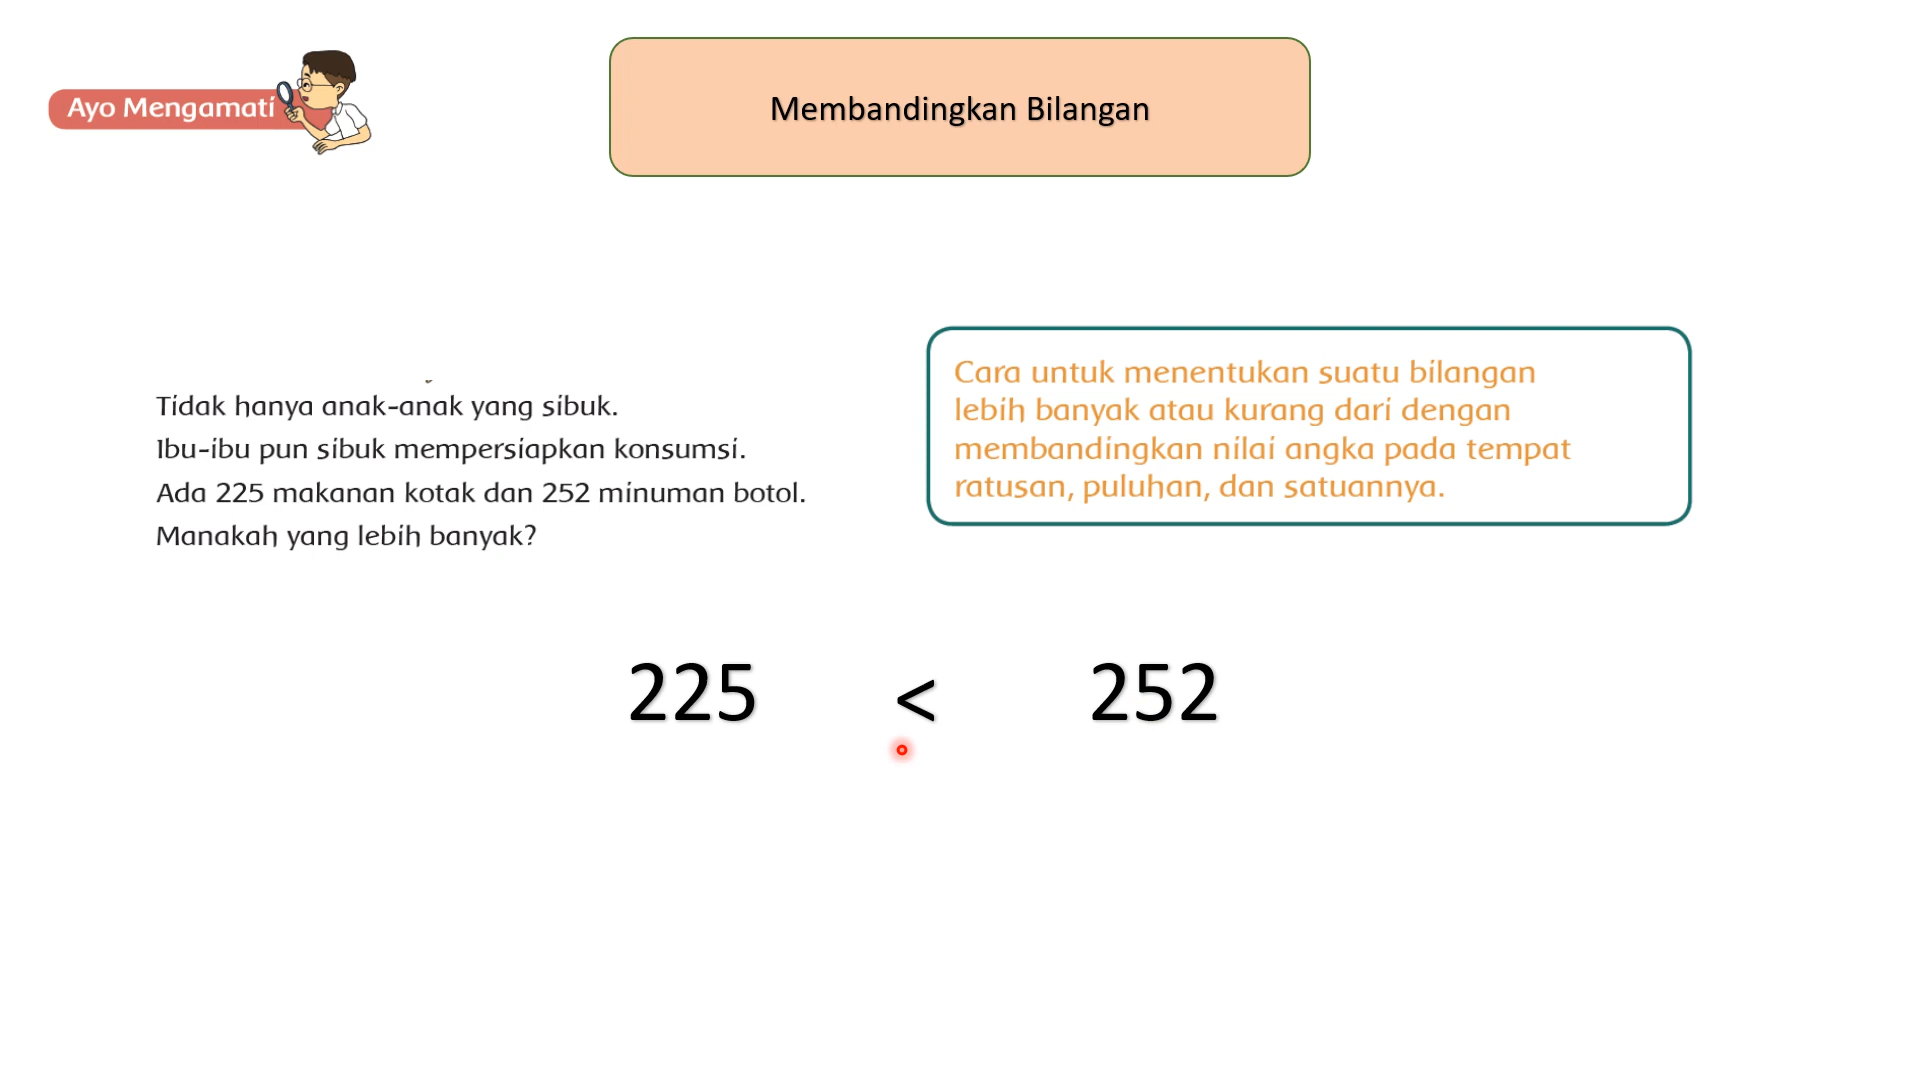 Ayo Mengamati
Membandingkan Bilangan
Tidak hanya anak-anak yang sibuk.
Ibu-ibu pun sibuk mempersiapkan konsumsi.
Ada 225 makanan kotak dan 252 minuman botol.
Manakah yang lebih banyak?
Cara untuk menentukan suatu bilangan
lebih banyak atau kurang dari dengan
membandingkan nilai angka pada tempat
ratusan, puluhan, dan satuannya.
225 < 252